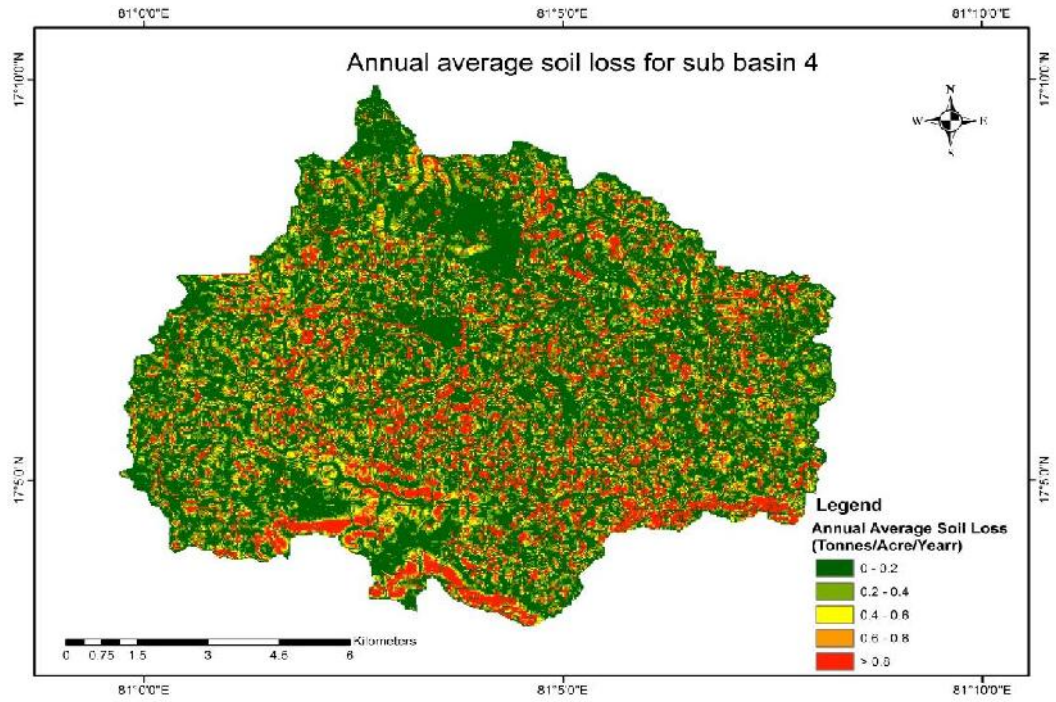 81°0'0"E 81°5'0"E 81°10'0"E
Annual average soil loss for sub basin 4
17°10'0"N 17°10'0"N
N
W E
S
17°5'0"N 17°5'0"N
Legend
Annual Average Soil Loss
(Tonnes/Acre/Yearr)
0 - 0.2
0.2 - 0.4
0.4 - 0.6
0.6 - 0.8
> 0.8
Kilometers
0 0.75 1.5 3 4.5 6
81°0'0"E 81°5'0"E 81°10'0"E